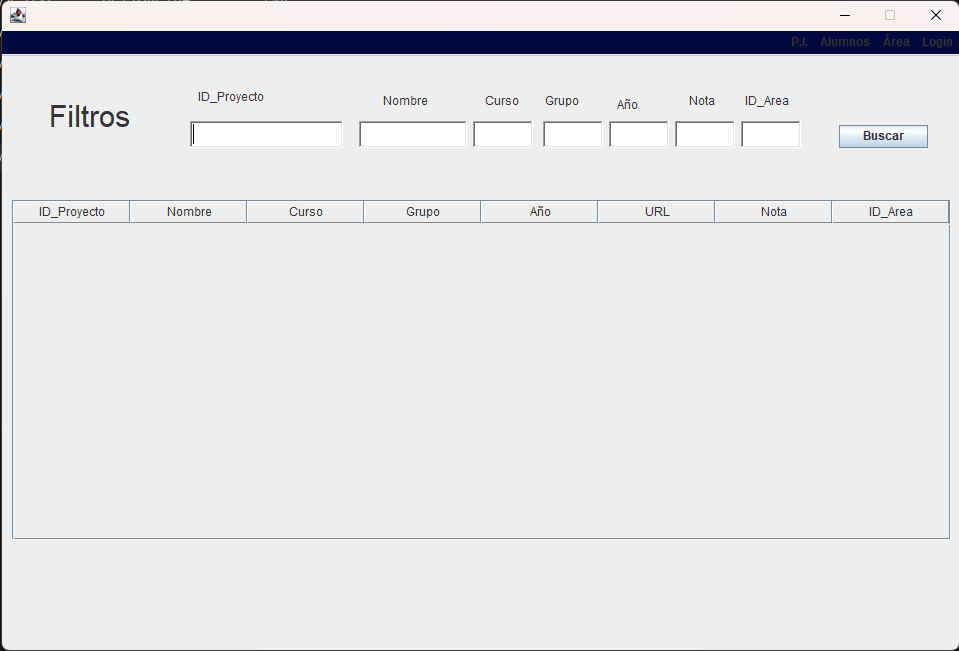 P.I. Alumnos Área Login
Filtros
ID_Proyecto Nombre Curso Grupo Año Nota ID_Area
Buscar
ID_Proyecto Nombre Curso Grupo Año URL Nota ID_Area